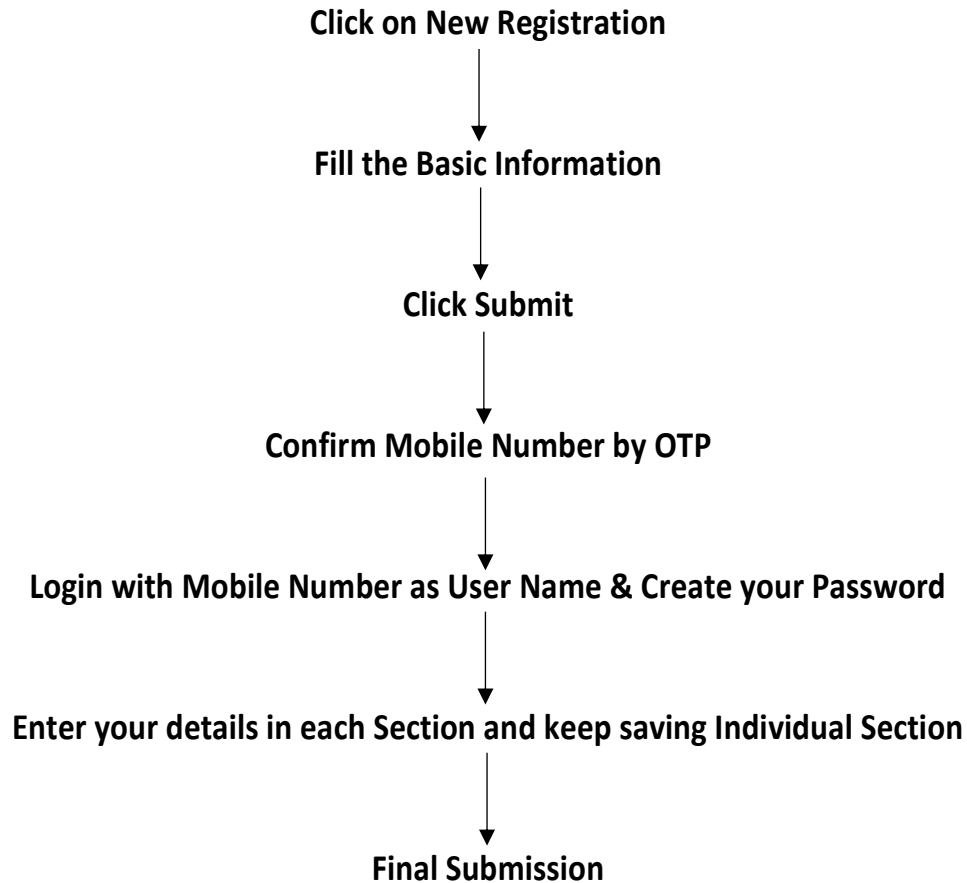 Click on New Registration
Fill the Basic Information
Click Submit
Confirm Mobile Number by OTP
Login with Mobile Number as User Name & Create your Password
Enter your details in each Section and keep saving Individual Section
Final Submission